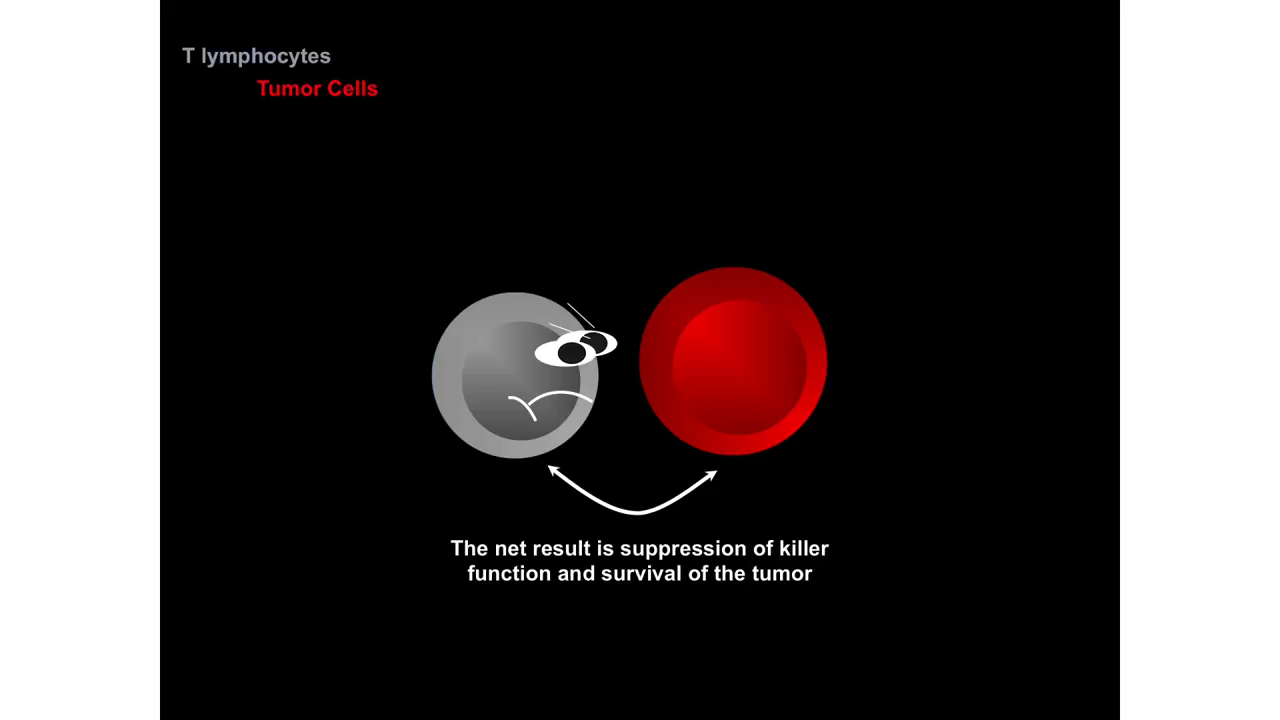 T lymphocytes
Tumor Cells
The net result is suppression of killer
function and survival of the tumor